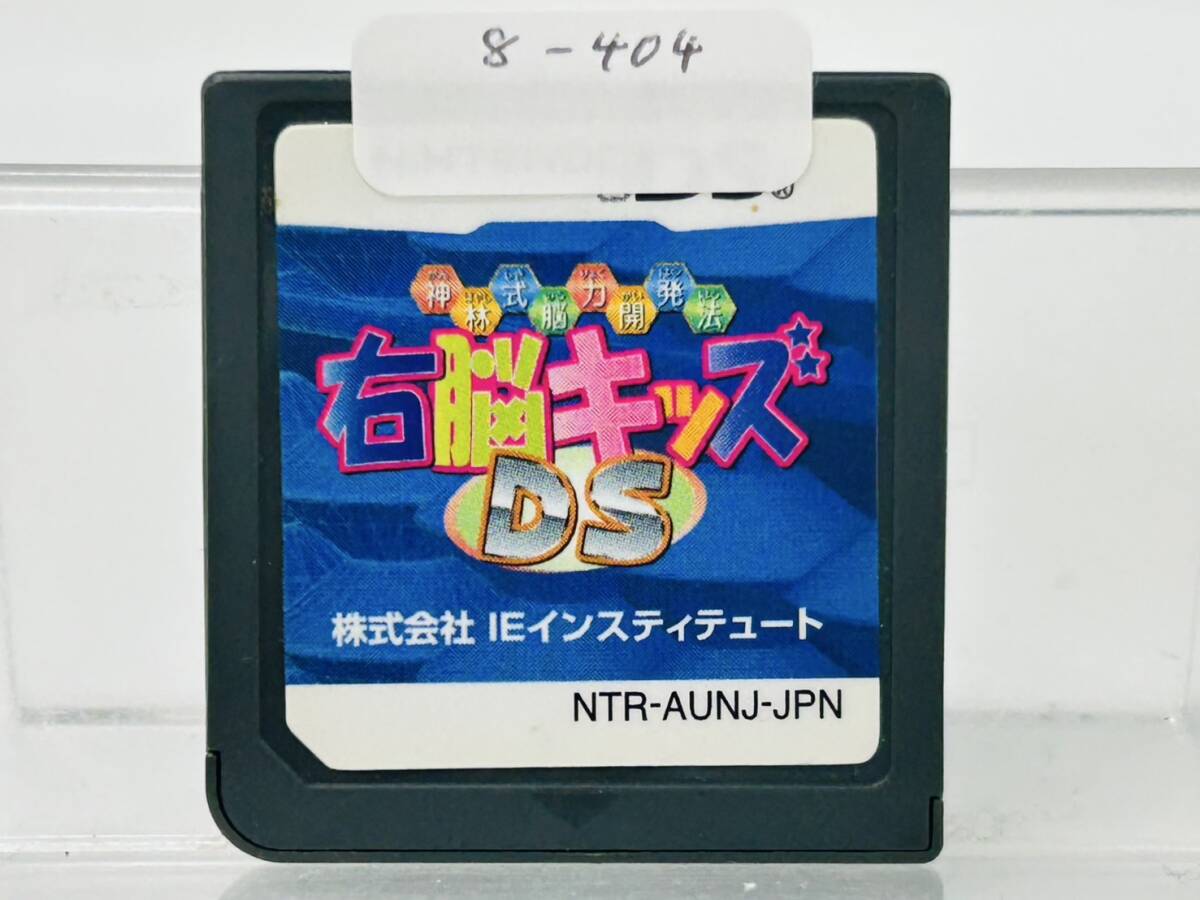 8-404
神林式脳力開発法
右脳キッズ
DS
株式会社 IEインスティテュート
NTR-AUNJ-JPN